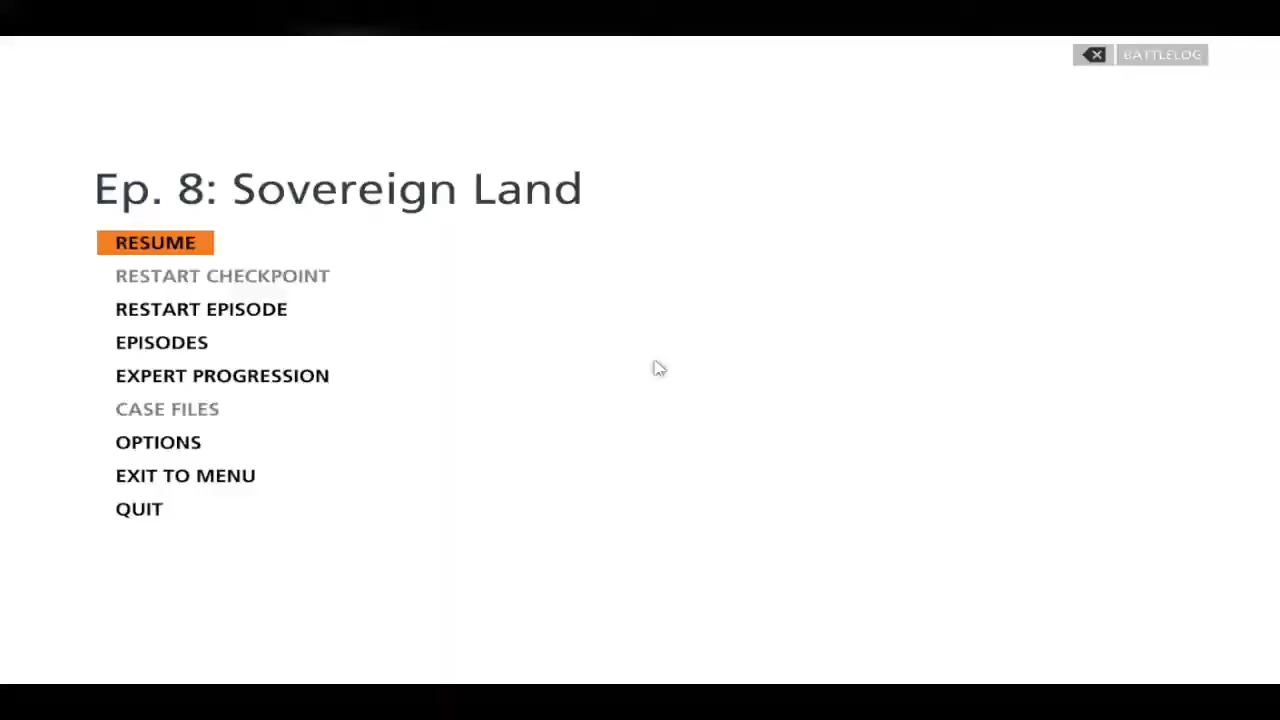 BATTLELOG
Ep. 8: Sovereign Land
RESUME
RESTART CHECKPOINT
RESTART EPISODE
EPISODES
EXPERT PROGRESSION
CASE FILES
OPTIONS
EXIT TO MENU
QUIT